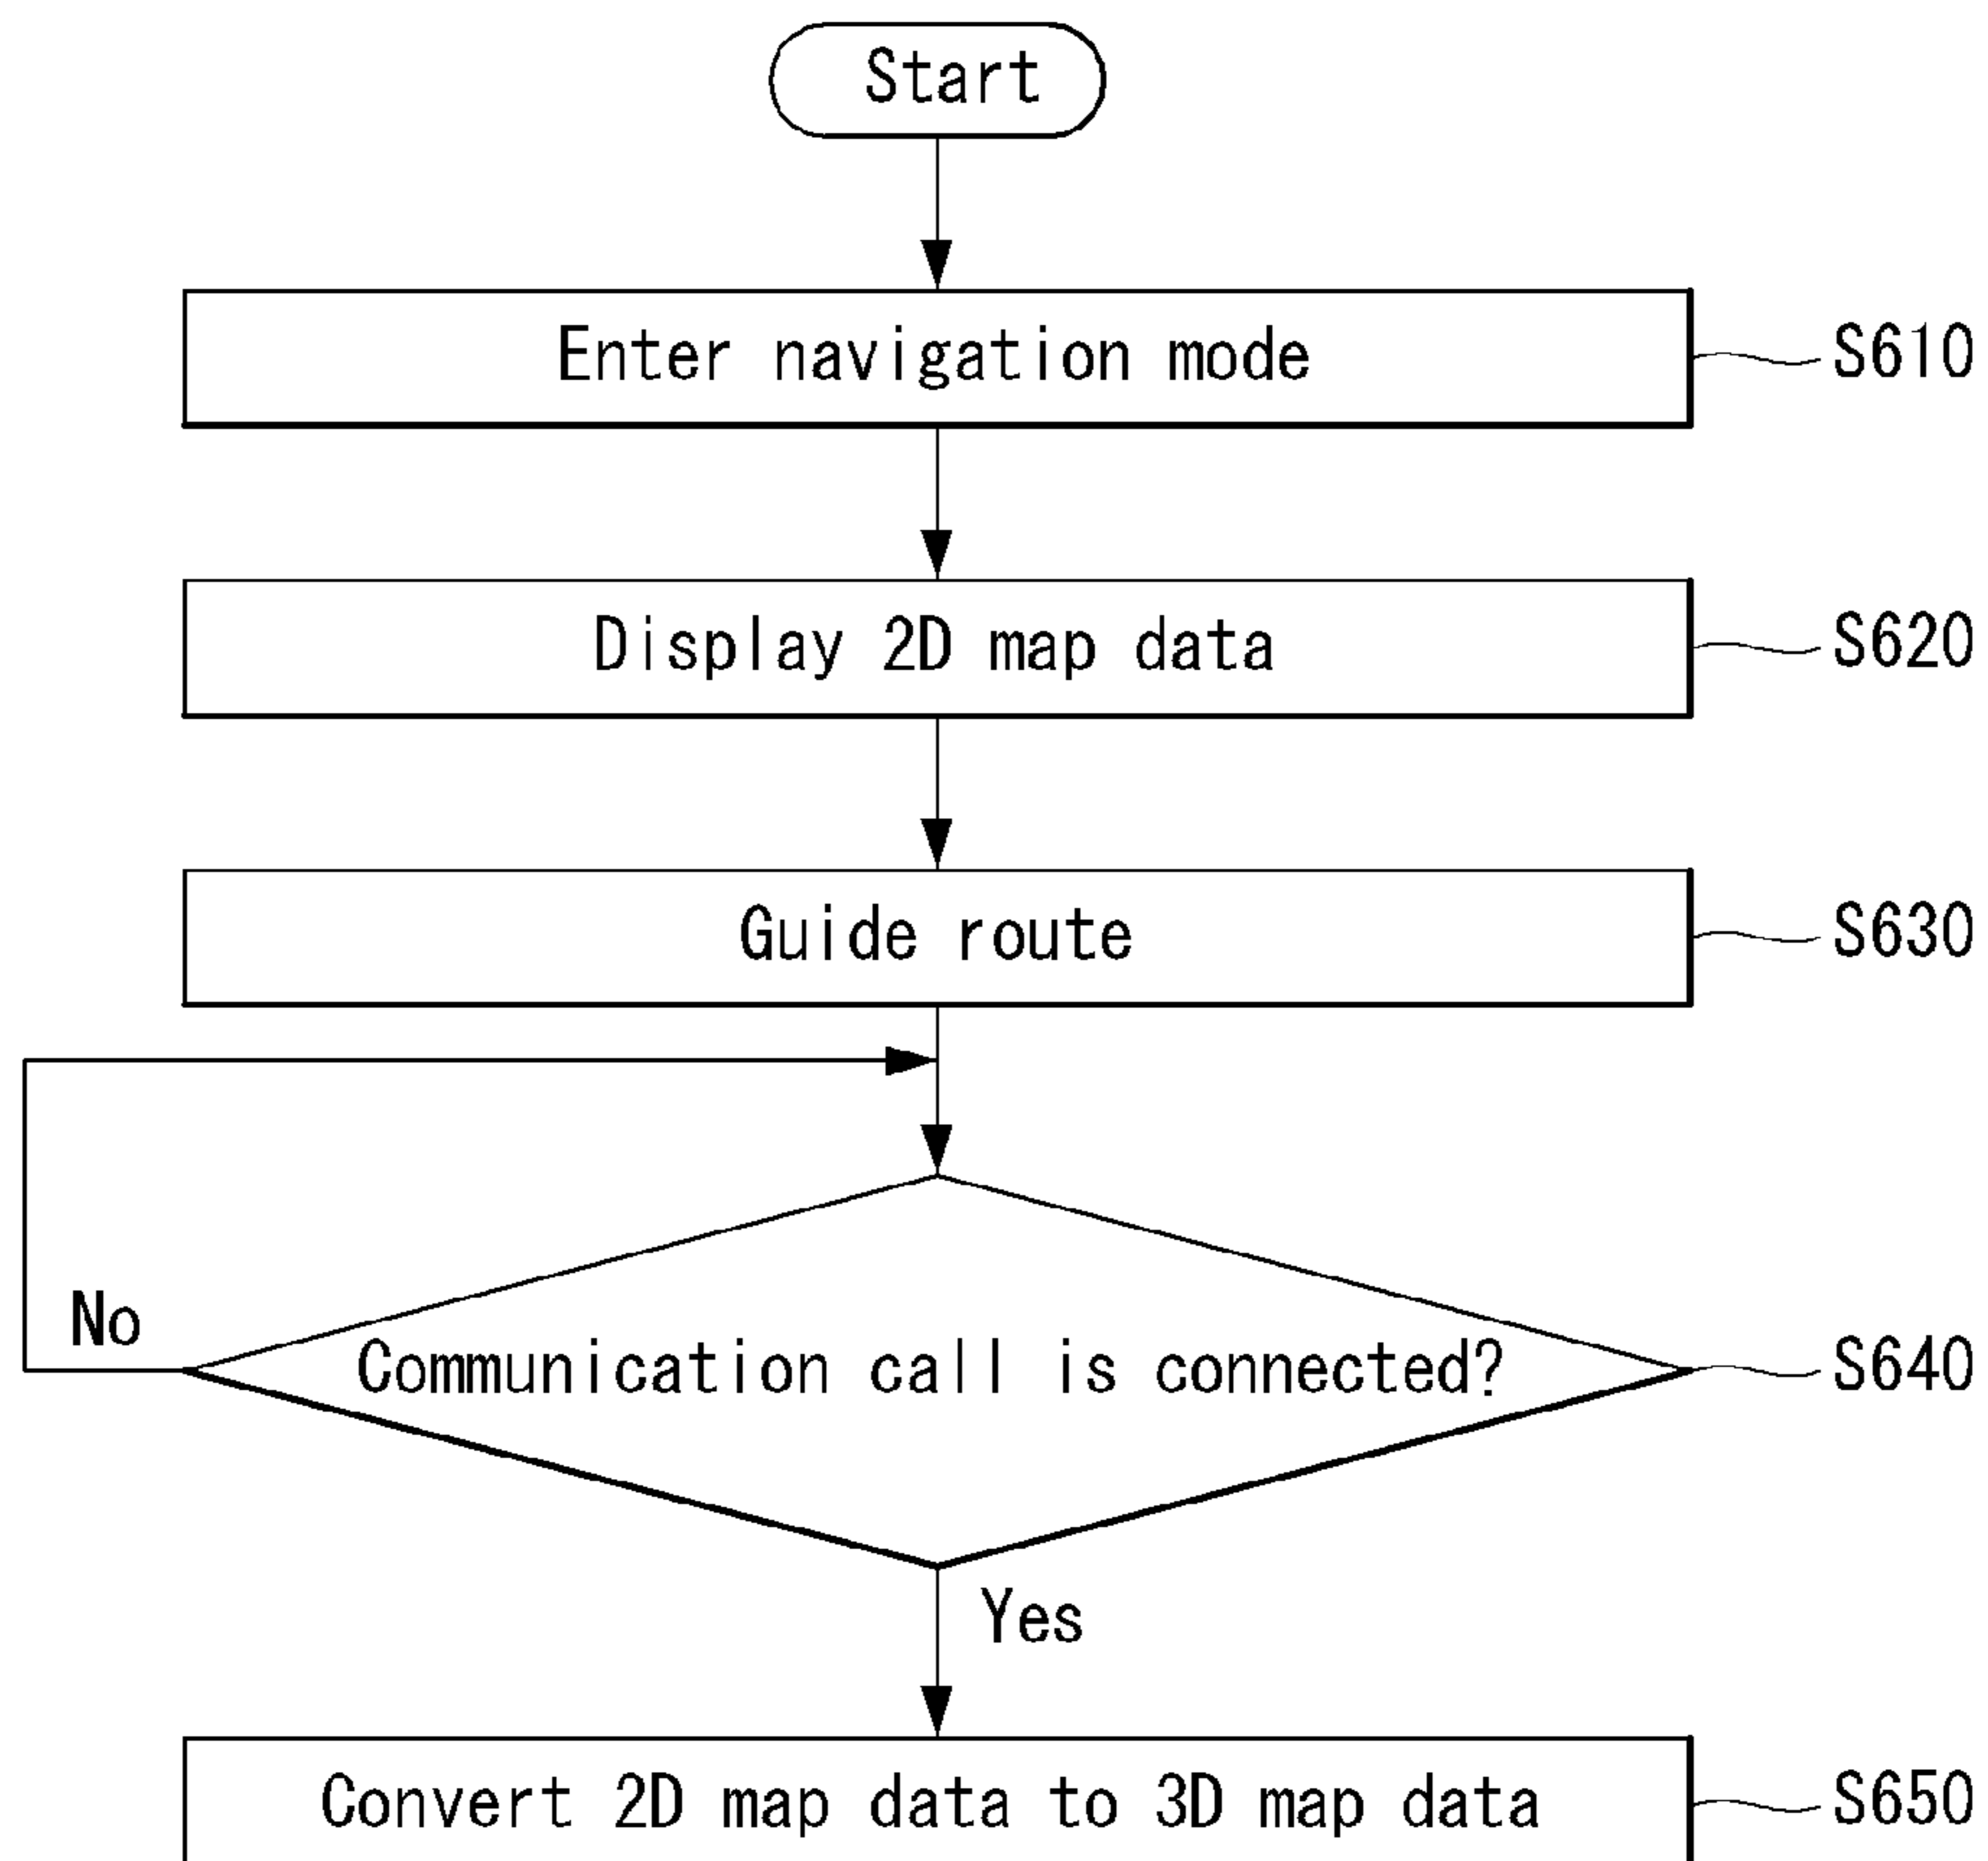 Start
Enter navigation mode
S610
Display 2D map data
S620
Guide route
S630
No
Communication call is connected?
S640
Yes
Convert 2D map data to 3D map data
S650